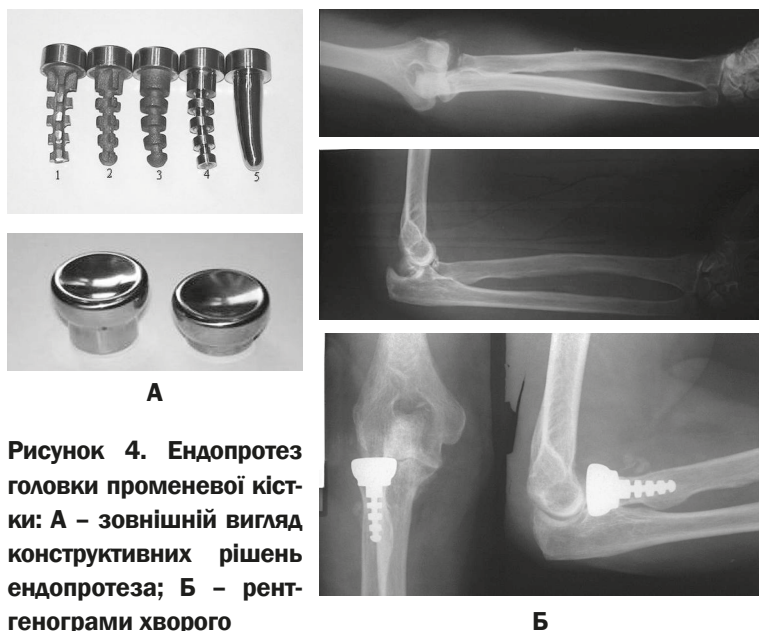 1 2 3 4 5
А
Рисунок 4. Ендопротез
головки променевої кіст-
ки: А – зовнішній вигляд
конструктивних рішень
ендопротеза; Б – рент-
генограми хворого
Б